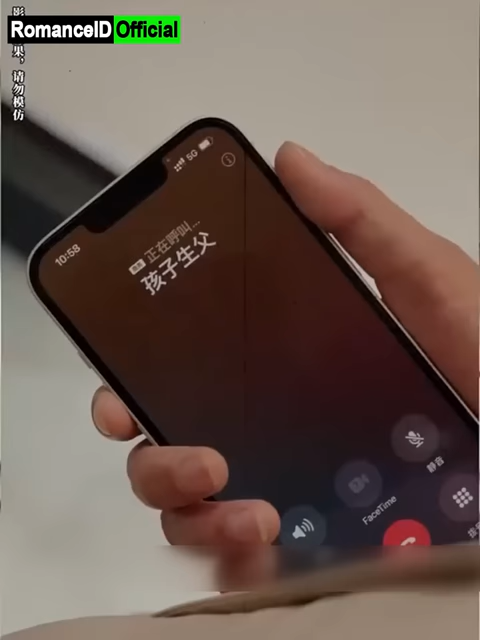 RomanceID Official
影
果，请勿模仿
10:58
5G
正在呼叫...
孩子生父
静音
FaceTime